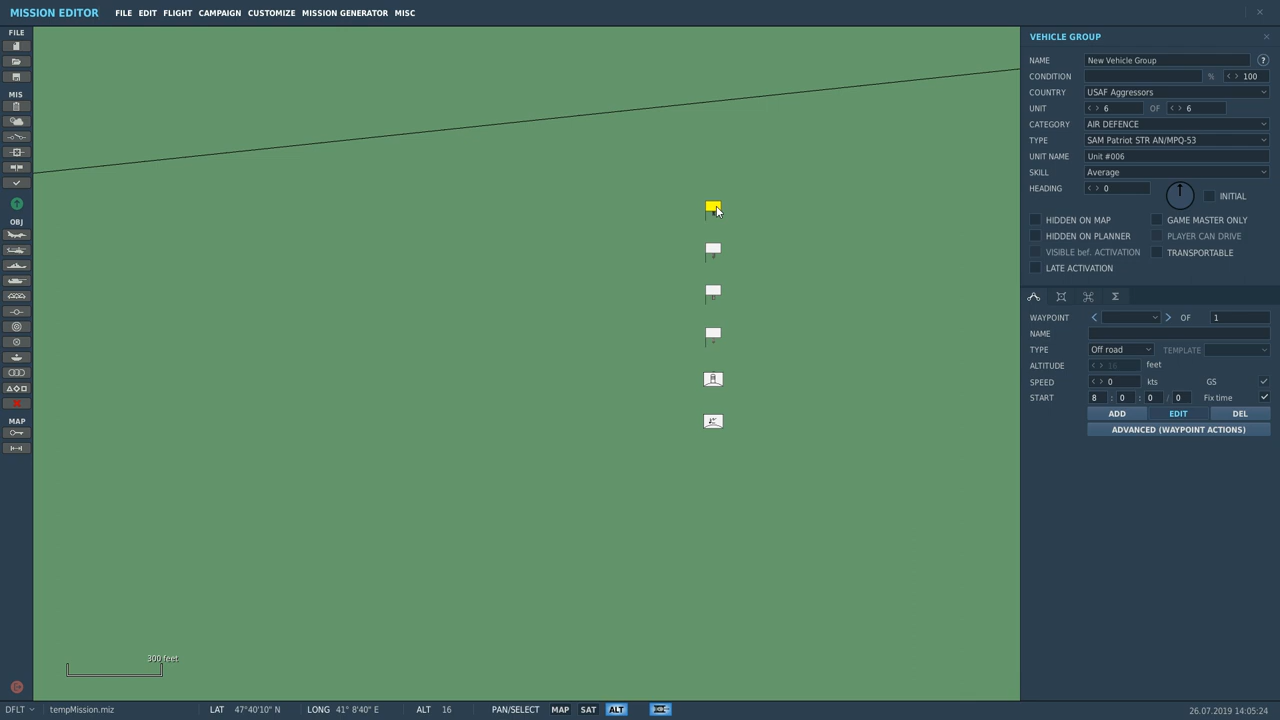 MISSION EDITOR FILE EDIT FLIGHT CAMPAIGN CUSTOMIZE MISSION GENERATOR MISC
FILE
MIS
OBJ
MAP
VEHICLE GROUP
NAME New Vehicle Group ?
CONDITION % < > 100
COUNTRY USAF Aggressors
UNIT < > 6 OF < > 6
CATEGORY AIR DEFENCE
TYPE SAM Patriot STR AN/MPQ-53
UNIT NAME Unit #006
SKILL Average
HEADING < > 0 INITIAL
HIDDEN ON MAP GAME MASTER ONLY
HIDDEN ON PLANNER PLAYER CAN DRIVE
VISIBLE bef. ACTIVATION TRANSPORTABLE
LATE ACTIVATION
WAYPOINT < > OF 1
NAME
TYPE Off road TEMPLATE
ALTITUDE < > 16 feet
SPEED < > 0 kts GS
START 8 : 0 : 0 / 0 Fix time
ADD EDIT DEL
ADVANCED (WAYPOINT ACTIONS)
300 feet
DFLT tempMission.miz LAT 47°40'10" N LONG 41° 8'40" E ALT 16 PAN/SELECT MAP SAT ALT 26.07.2019 14:05:24